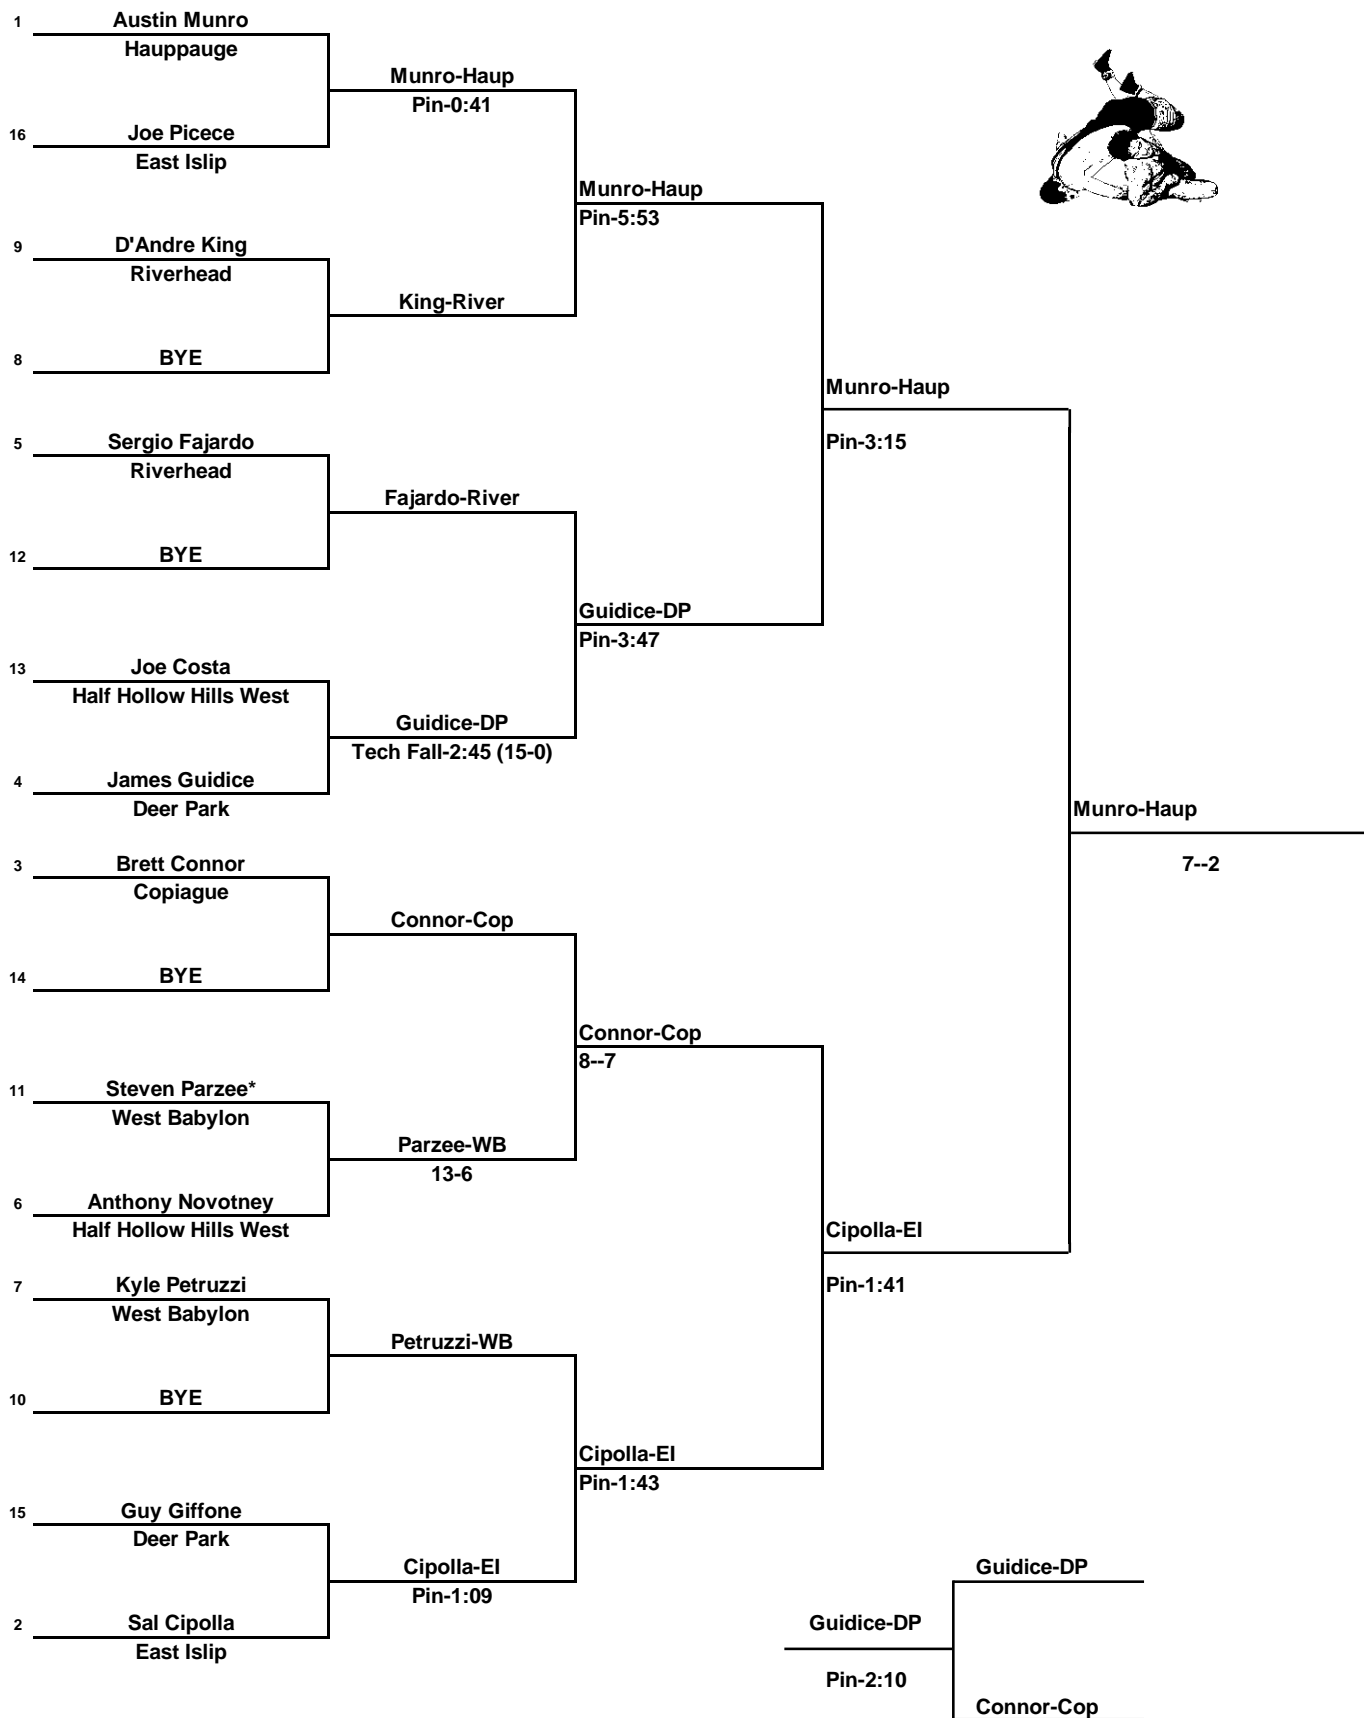 1 Austin Munro
Hauppauge
Munro-Haup
Pin-0:41
16 Joe Picece
East Islip
Munro-Haup
Pin-5:53
9 D'Andre King
Riverhead
King-River
8 BYE
Munro-Haup
Pin-3:15
5 Sergio Fajardo
Riverhead
Fajardo-River
12 BYE
Guidice-DP
Pin-3:47
13 Joe Costa
Half Hollow Hills West
Guidice-DP
Tech Fall-2:45 (15-0)
4 James Guidice
Deer Park
Munro-Haup
7--2
3 Brett Connor
Copiague
Connor-Cop
14 BYE
Connor-Cop
8--7
11 Steven Parzee*
West Babylon
Parzee-WB
13-6
6 Anthony Novotney
Half Hollow Hills West
Cipolla-EI
Pin-1:41
7 Kyle Petruzzi
West Babylon
Petruzzi-WB
10 BYE
Cipolla-EI
Pin-1:43
15 Guy Giffone
Deer Park
Cipolla-EI
Pin-1:09
2 Sal Cipolla
East Islip
Guidice-DP
Guidice-DP
Pin-2:10
Connor-Cop